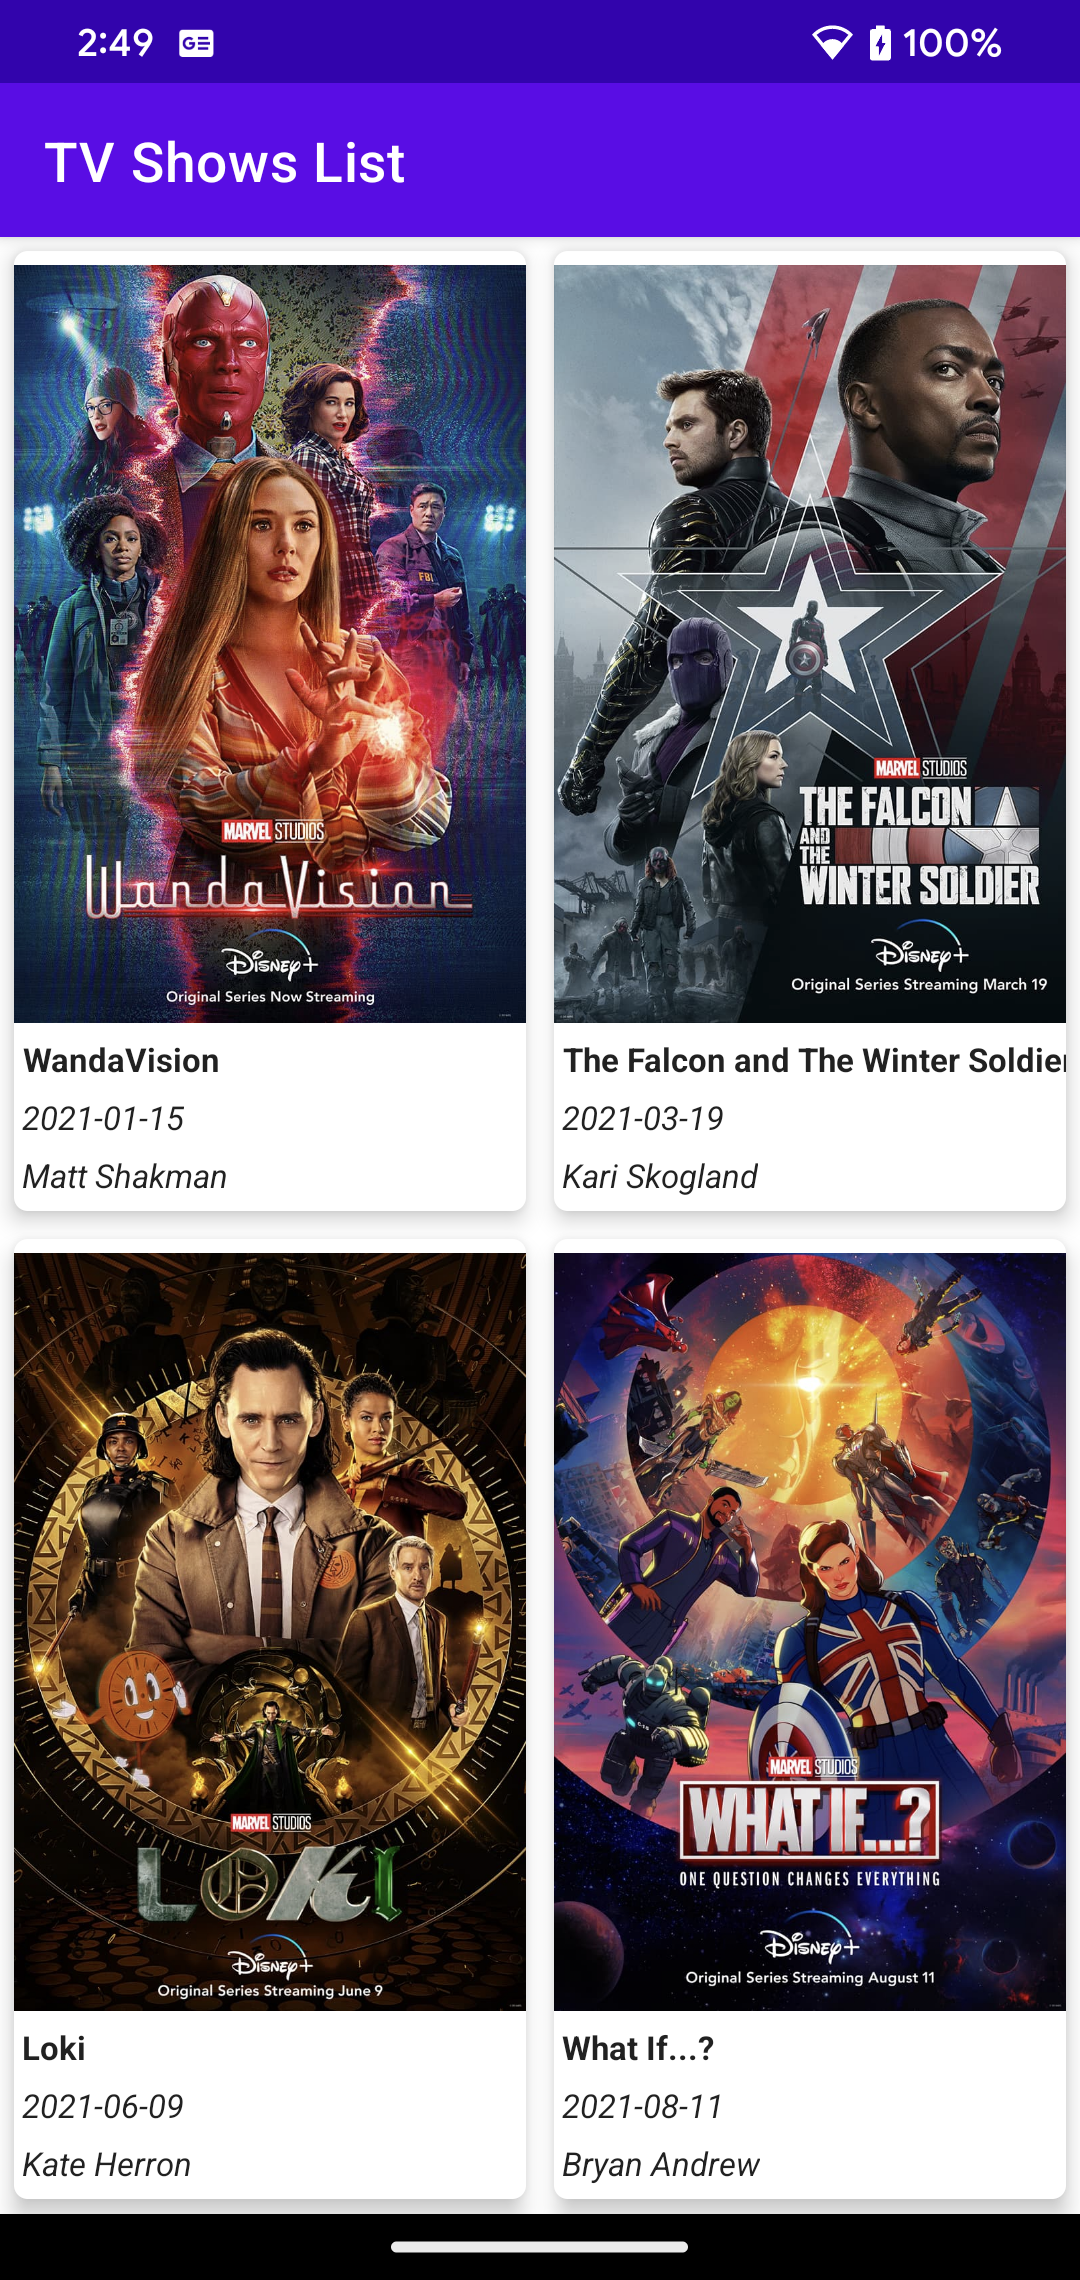 2:49 GE 100%
TV Shows List
FBI
MARVEL STUDIOS
WandaVision
Disney+
Original Series Now Streaming
WandaVision
2021-01-15
Matt Shakman
MARVEL STUDIOS
THE FALCON
AND THE
WINTER SOLDIER
Disney+
Original Series Streaming March 19
The Falcon and The Winter Soldier
2021-03-19
Kari Skogland
MARVEL STUDIOS
LOKI
Disney+
Original Series Streaming June 9
Loki
2021-06-09
Kate Herron
MARVEL STUDIOS
WHAT IF...?
ONE QUESTION CHANGES EVERYTHING
Disney+
Original Series Streaming August 11
What If...?
2021-08-11
Bryan Andrew